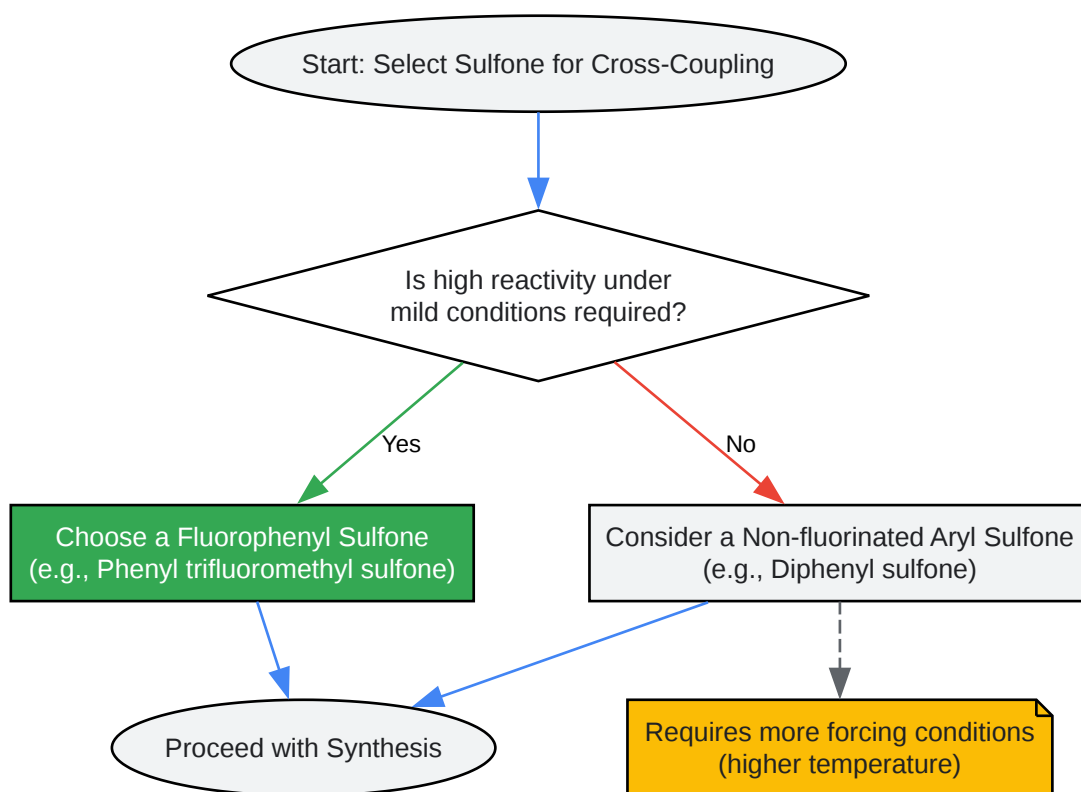 Start: Select Sulfone for Cross-Coupling
Is high reactivity under
mild conditions required?
Yes
No
Choose a Fluorophenyl Sulfone
(e.g., Phenyl trifluoromethyl sulfone)
Consider a Non-fluorinated Aryl Sulfone
(e.g., Diphenyl sulfone)
Proceed with Synthesis
Requires more forcing conditions
(higher temperature)